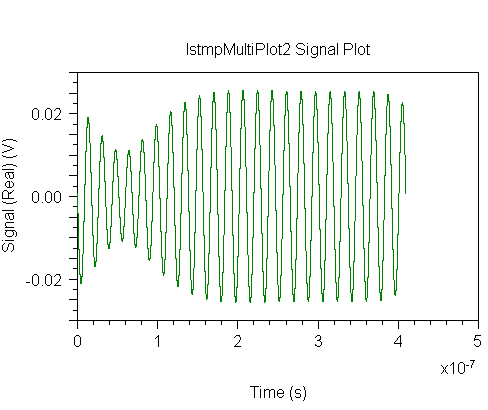 lstmpMultiPlot2 Signal Plot
Signal (Real) (V)
0.02
0.00
-0.02
0 1 2 3 4 5
x10-7
Time (s)